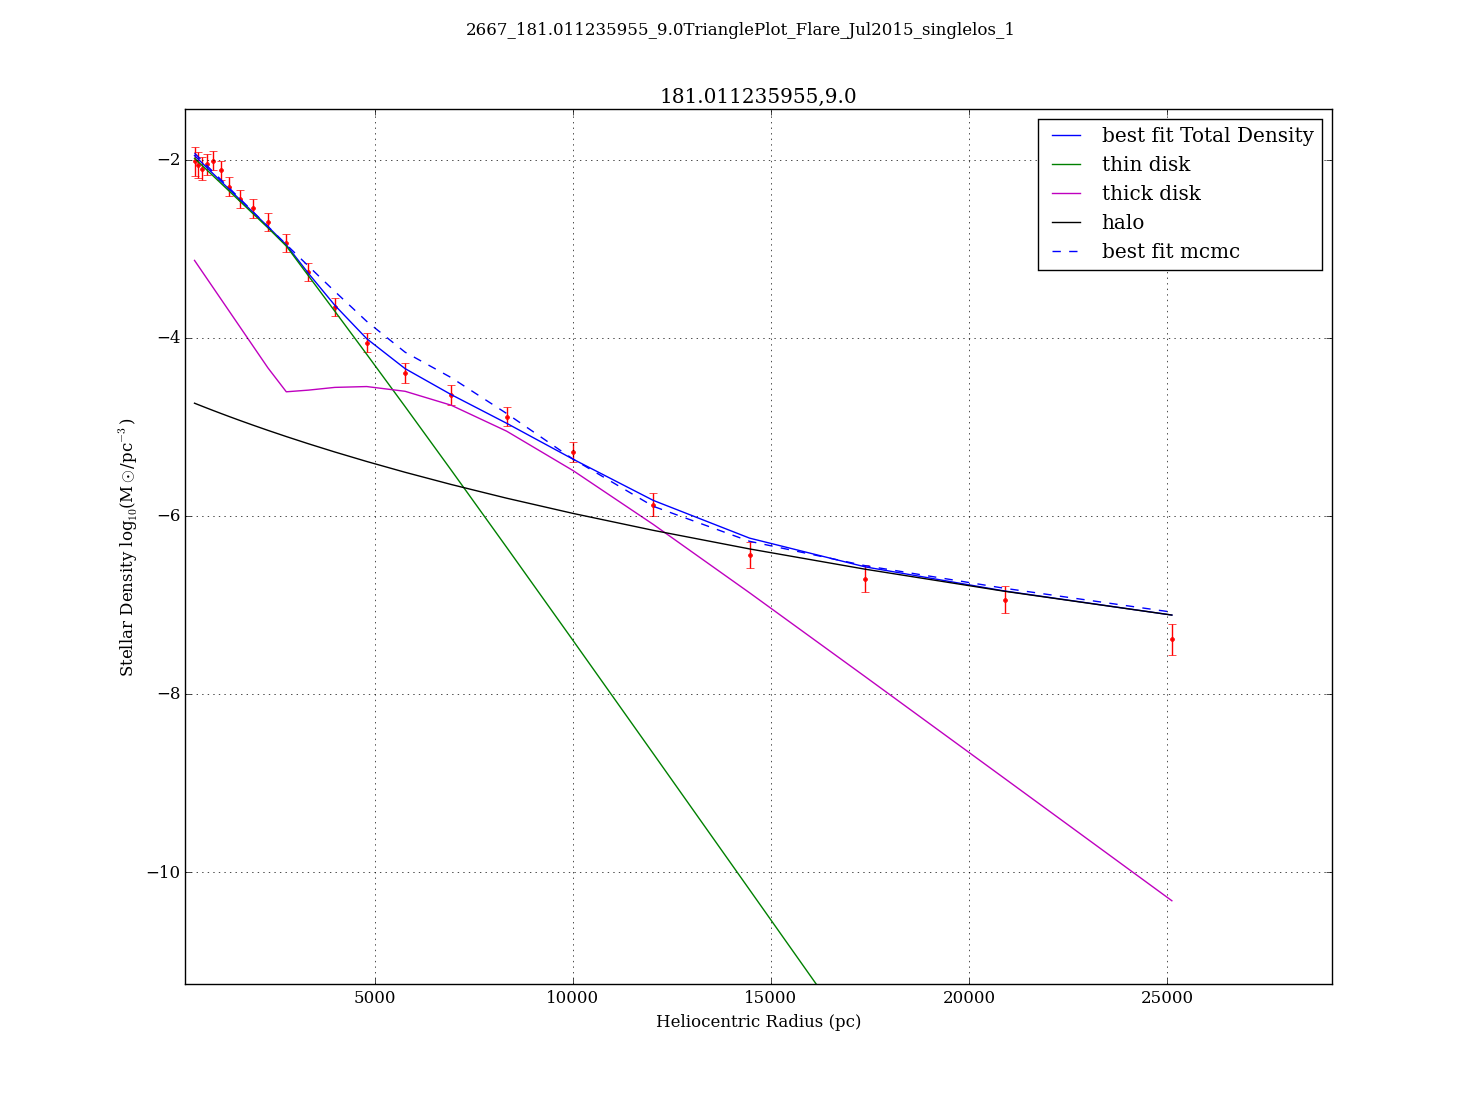 2667_181.011235955_9.0TrianglePlot_Flare_Jul2015_singlelos_1
181.011235955,9.0
best fit Total Density
thin disk
thick disk
halo
best fit mcmc
−2
−4
−6
−8
−10
Stellar Density log₁₀(M⊙/pc⁻³)
5000 10000 15000 20000 25000
Heliocentric Radius (pc)